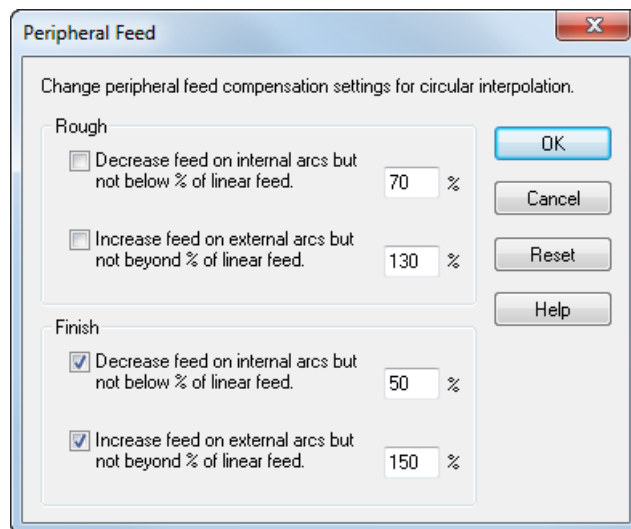 Peripheral Feed
Change peripheral feed compensation settings for circular interpolation.
Rough
Decrease feed on internal arcs but
not below % of linear feed.
70 %
Increase feed on external arcs but
not beyond % of linear feed.
130 %
OK
Cancel
Reset
Help
Finish
Decrease feed on internal arcs but
not below % of linear feed.
50 %
Increase feed on external arcs but
not beyond % of linear feed.
150 %